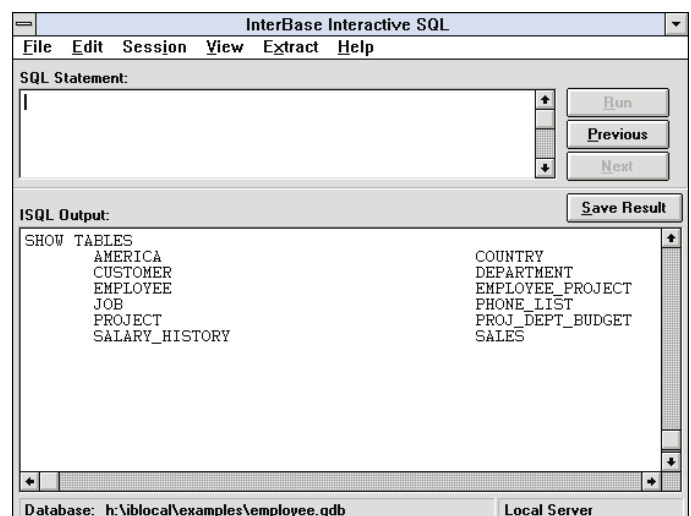 InterBase Interactive SQL
File Edit Session View Extract Help
SQL Statement:
Run
Previous
Next
Save Result
ISQL Output:
SHOW TABLES
AMERICA COUNTRY
CUSTOMER DEPARTMENT
EMPLOYEE EMPLOYEE_PROJECT
JOB PHONE_LIST
PROJECT PROJ_DEPT_BUDGET
SALARY_HISTORY SALES
Database: h:\iblocal\examples\employee.gdb Local Server